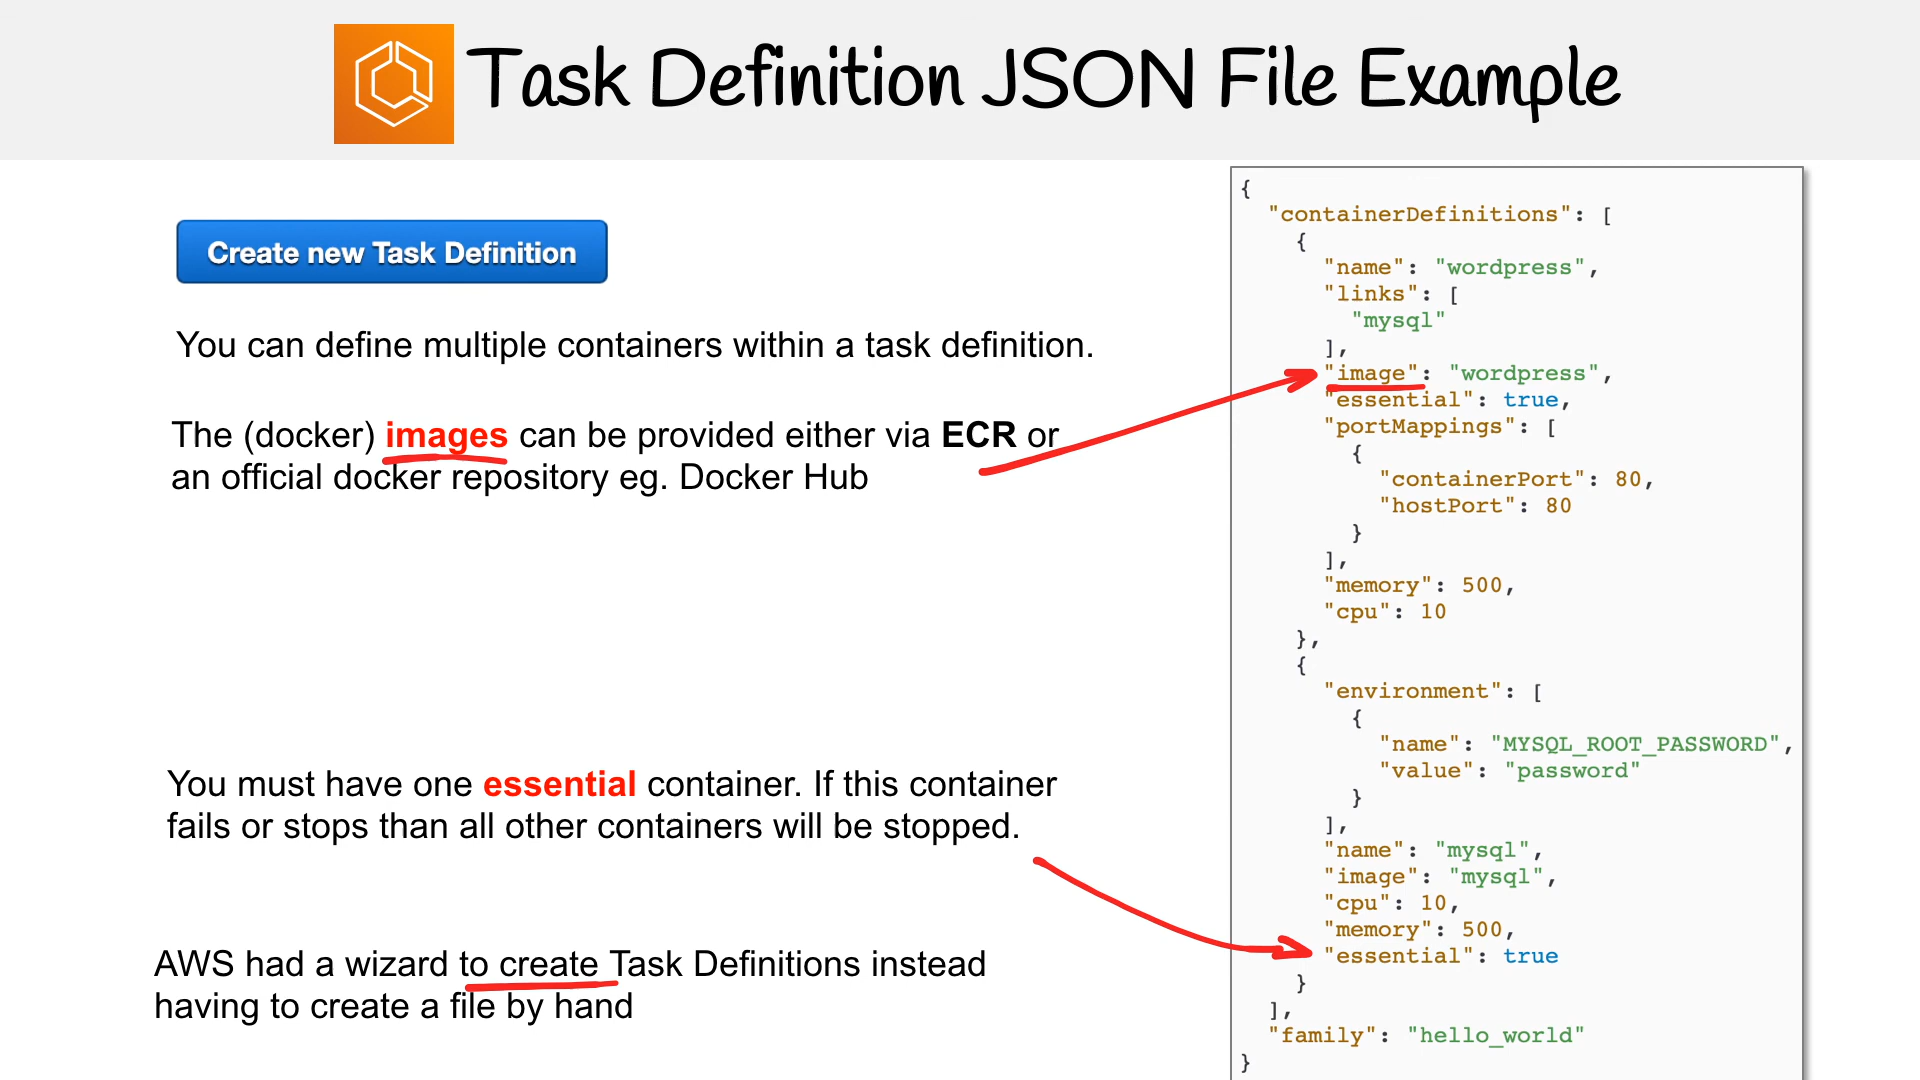 Task Definition JSON File Example
Create new Task Definition
You can define multiple containers within a task definition.
The (docker) images can be provided either via ECR or
an official docker repository eg. Docker Hub
You must have one essential container. If this container
fails or stops than all other containers will be stopped.
AWS had a wizard to create Task Definitions instead
having to create a file by hand
{
  "containerDefinitions": [
    {
      "name": "wordpress",
      "links": [
        "mysql"
      ],
      "image": "wordpress",
      "essential": true,
      "portMappings": [
        {
          "containerPort": 80,
          "hostPort": 80
        }
      ],
      "memory": 500,
      "cpu": 10
    },
    {
      "environment": [
        {
          "name": "MYSQL_ROOT_PASSWORD",
          "value": "password"
        }
      ],
      "name": "mysql",
      "image": "mysql",
      "cpu": 10,
      "memory": 500,
      "essential": true
    }
  ],
  "family": "hello_world"
}